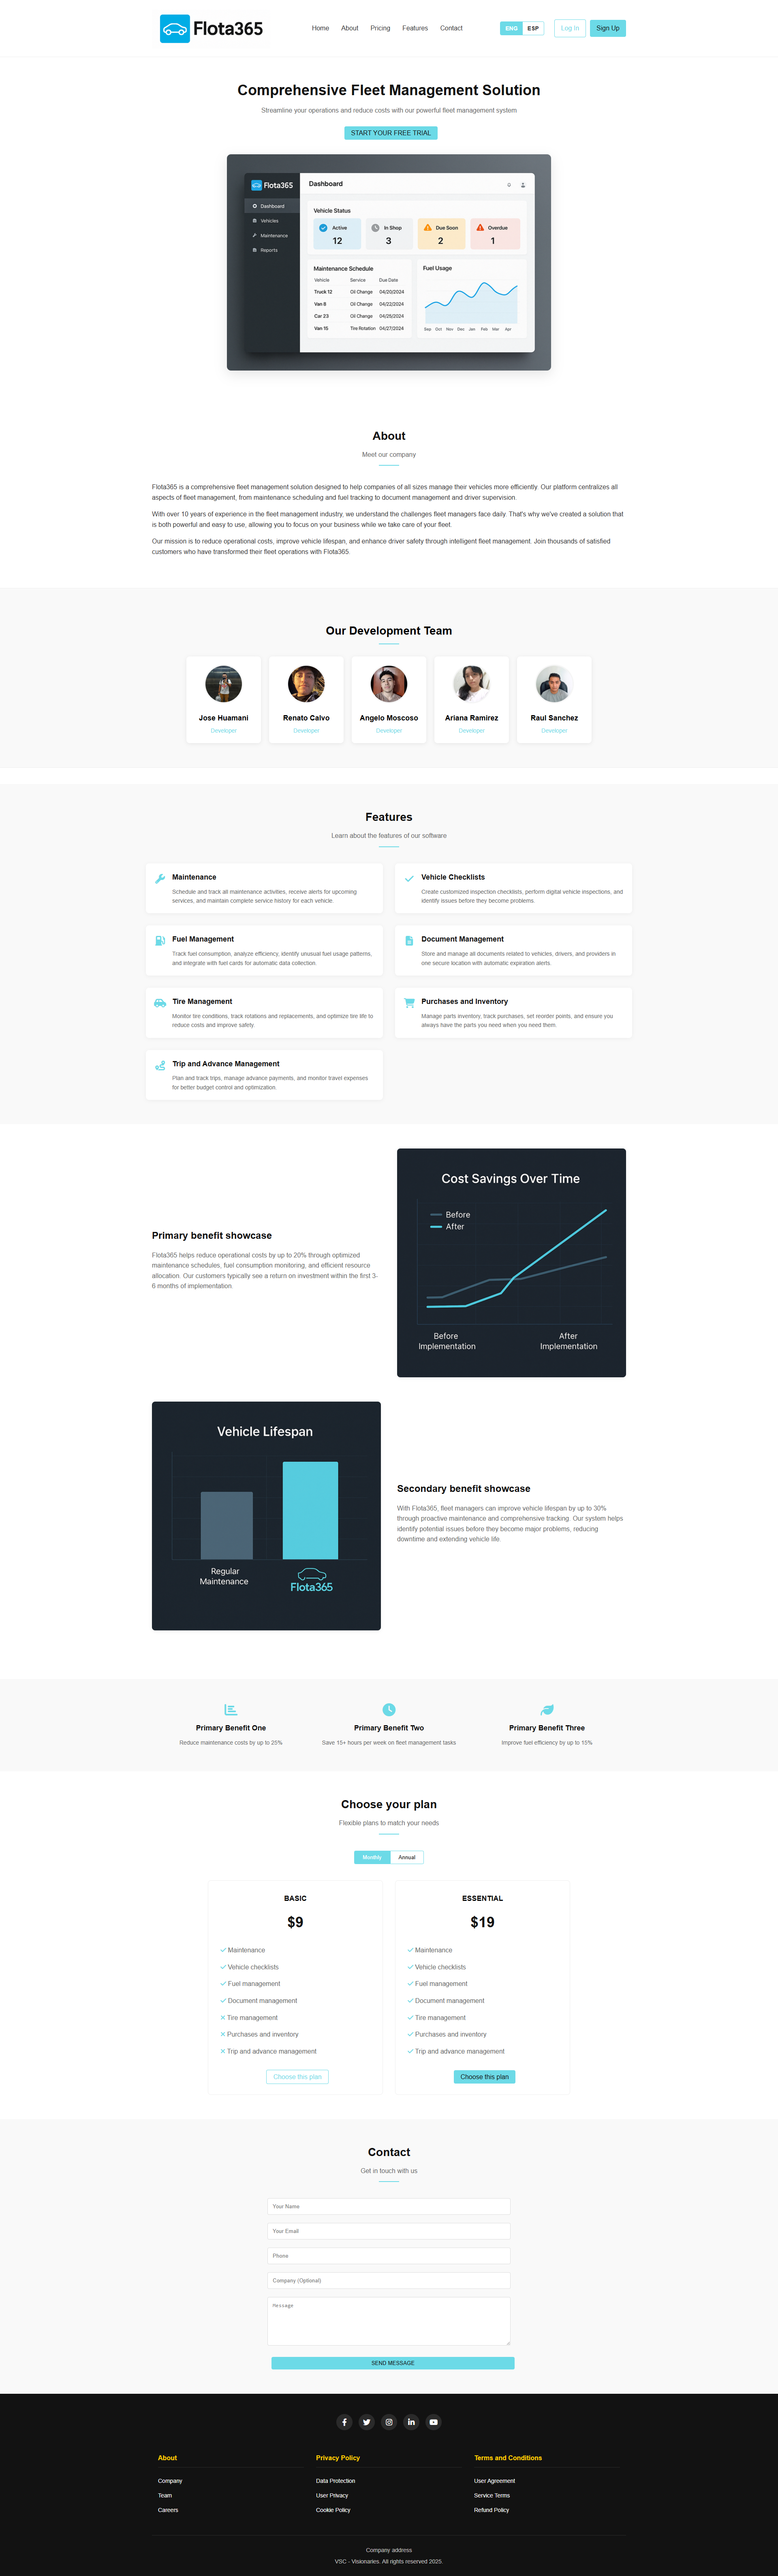 Flota365
Home About Pricing Features Contact
ENG ESP
Log In Sign Up
Comprehensive Fleet Management Solution
Streamline your operations and reduce costs with our powerful fleet management system
START YOUR FREE TRIAL
Flota365
Dashboard
Vehicles
Maintenance
Reports
Dashboard
Vehicle Status
Active In Shop Due Soon Overdue
12 3 2 1
Maintenance Schedule
Vehicle Service Due Date
Truck 12 Oil Change 04/20/2024
Van 8 Oil Change 04/22/2024
Car 23 Oil Change 04/25/2024
Van 15 Tire Rotation 04/27/2024
Fuel Usage
Sep Oct Nov Dec Jan Feb Mar Apr
About
Meet our company
Flota365 is a comprehensive fleet management solution designed to help companies of all sizes manage their vehicles more efficiently. Our platform centralizes all
aspects of fleet management, from maintenance scheduling and fuel tracking to document management and driver supervision.
With over 10 years of experience in the fleet management industry, we understand the challenges fleet managers face daily. That's why we've created a solution that
is both powerful and easy to use, allowing you to focus on your business while we take care of your fleet.
Our mission is to reduce operational costs, improve vehicle lifespan, and enhance driver safety through intelligent fleet management. Join thousands of satisfied
customers who have transformed their fleet operations with Flota365.
Our Development Team
Jose Huamani
Developer
Renato Calvo
Developer
Angelo Moscoso
Developer
Ariana Ramirez
Developer
Raul Sanchez
Developer
Features
Learn about the features of our software
Maintenance
Schedule and track all maintenance activities, receive alerts for upcoming
services, and maintain complete service history for each vehicle.
Vehicle Checklists
Create customized inspection checklists, perform digital vehicle inspections, and
identify issues before they become problems.
Fuel Management
Track fuel consumption, analyze efficiency, identify unusual fuel usage patterns,
and integrate with fuel cards for automatic data collection.
Document Management
Store and manage all documents related to vehicles, drivers, and providers in
one secure location with automatic expiration alerts.
Tire Management
Monitor tire conditions, track rotations and replacements, and optimize tire life to
reduce costs and improve safety.
Purchases and Inventory
Manage parts inventory, track purchases, set reorder points, and ensure you
always have the parts you need when you need them.
Trip and Advance Management
Plan and track trips, manage advance payments, and monitor travel expenses
for better budget control and optimization.
Primary benefit showcase
Flota365 helps reduce operational costs by up to 20% through optimized
maintenance schedules, fuel consumption monitoring, and efficient resource
allocation. Our customers typically see a return on investment within the first 3-
6 months of implementation.
Cost Savings Over Time
Before
After
Before
Implementation
After
Implementation
Vehicle Lifespan
Regular
Maintenance
Flota365
Secondary benefit showcase
With Flota365, fleet managers can improve vehicle lifespan by up to 30%
through proactive maintenance and comprehensive tracking. Our system helps
identify potential issues before they become major problems, reducing
downtime and extending vehicle life.
Primary Benefit One
Reduce maintenance costs by up to 25%
Primary Benefit Two
Save 15+ hours per week on fleet management tasks
Primary Benefit Three
Improve fuel efficiency by up to 15%
Choose your plan
Flexible plans to match your needs
Monthly Annual
BASIC
$9
Maintenance
Vehicle checklists
Fuel management
Document management
Tire management
Purchases and inventory
Trip and advance management
Choose this plan
ESSENTIAL
$19
Maintenance
Vehicle checklists
Fuel management
Document management
Tire management
Purchases and inventory
Trip and advance management
Choose this plan
Contact
Get in touch with us
Your Name
Your Email
Phone
Company (Optional)
Message
SEND MESSAGE
About
Company
Team
Careers
Privacy Policy
Data Protection
User Privacy
Cookie Policy
Terms and Conditions
User Agreement
Service Terms
Refund Policy
Company address
VSC - Visionaries. All rights reserved 2025.